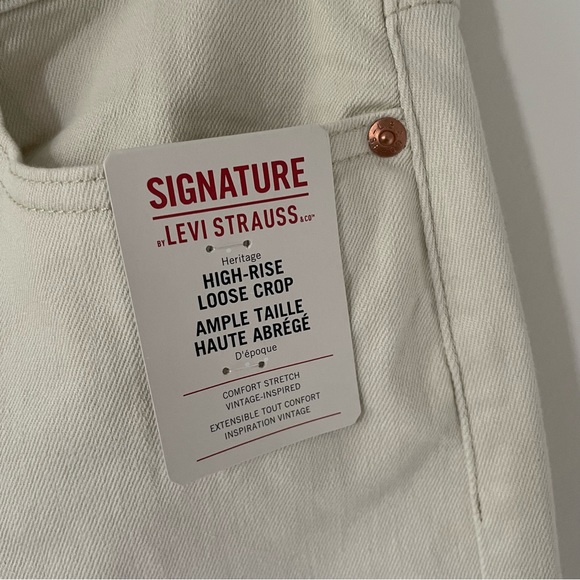 SIGNATURE
BY LEVI STRAUSS & CO™
Heritage
HIGH-RISE
LOOSE CROP
AMPLE TAILLE
HAUTE ABRÉGÉ
D'époque
COMFORT STRETCH
VINTAGE-INSPIRED
EXTENSIBLE TOUT CONFORT
INSPIRATION VINTAGE